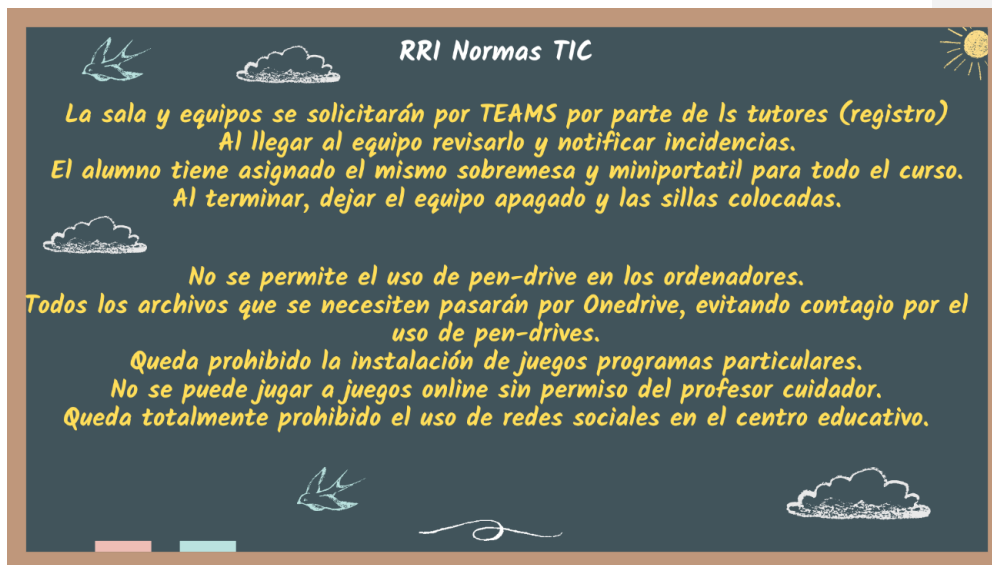 RRI Normas TIC
La sala y equipos se solicitarán por TEAMS por parte de ls tutores (registro)
Al llegar al equipo revisarlo y notificar incidencias.
El alumno tiene asignado el mismo sobremesa y miniportatil para todo el curso.
Al terminar, dejar el equipo apagado y las sillas colocadas.
No se permite el uso de pen-drive en los ordenadores.
Todos los archivos que se necesiten pasarán por Onedrive, evitando contagio por el
uso de pen-drives.
Queda prohibido la instalación de juegos programas particulares.
No se puede jugar a juegos online sin permiso del profesor cuidador.
Queda totalmente prohibido el uso de redes sociales en el centro educativo.